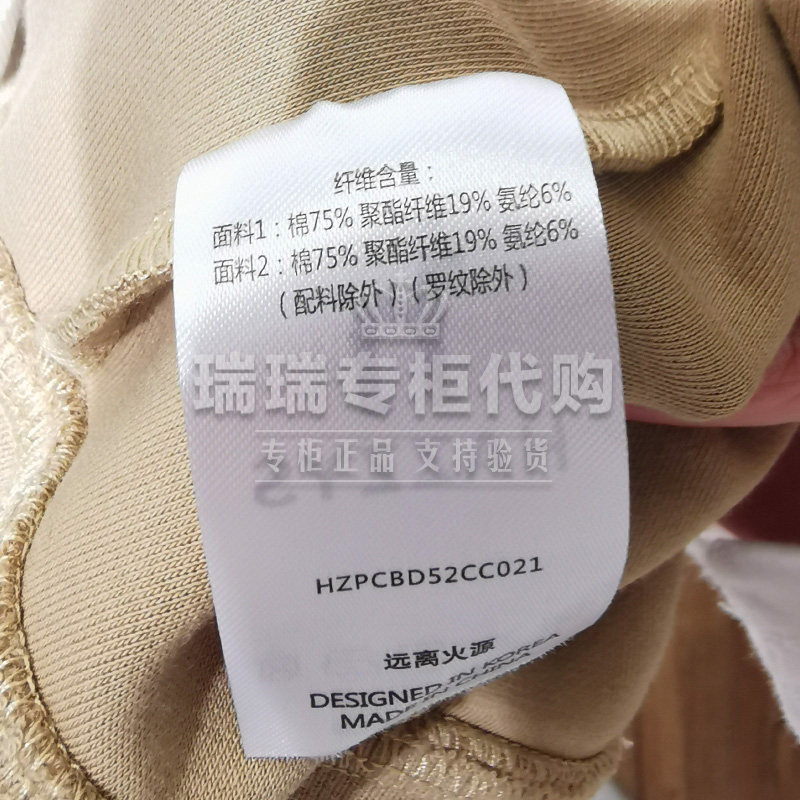 纤维含量：
面料1：棉75% 聚酯纤维19% 氨纶6%
面料2：棉75% 聚酯纤维19% 氨纶6%
（配料除外）（罗纹除外）
瑞瑞专柜代购
专柜正品 支持验货
HZPCBD52CC021
远离火源
DESIGNED IN KOREA
MADE IN CHINA